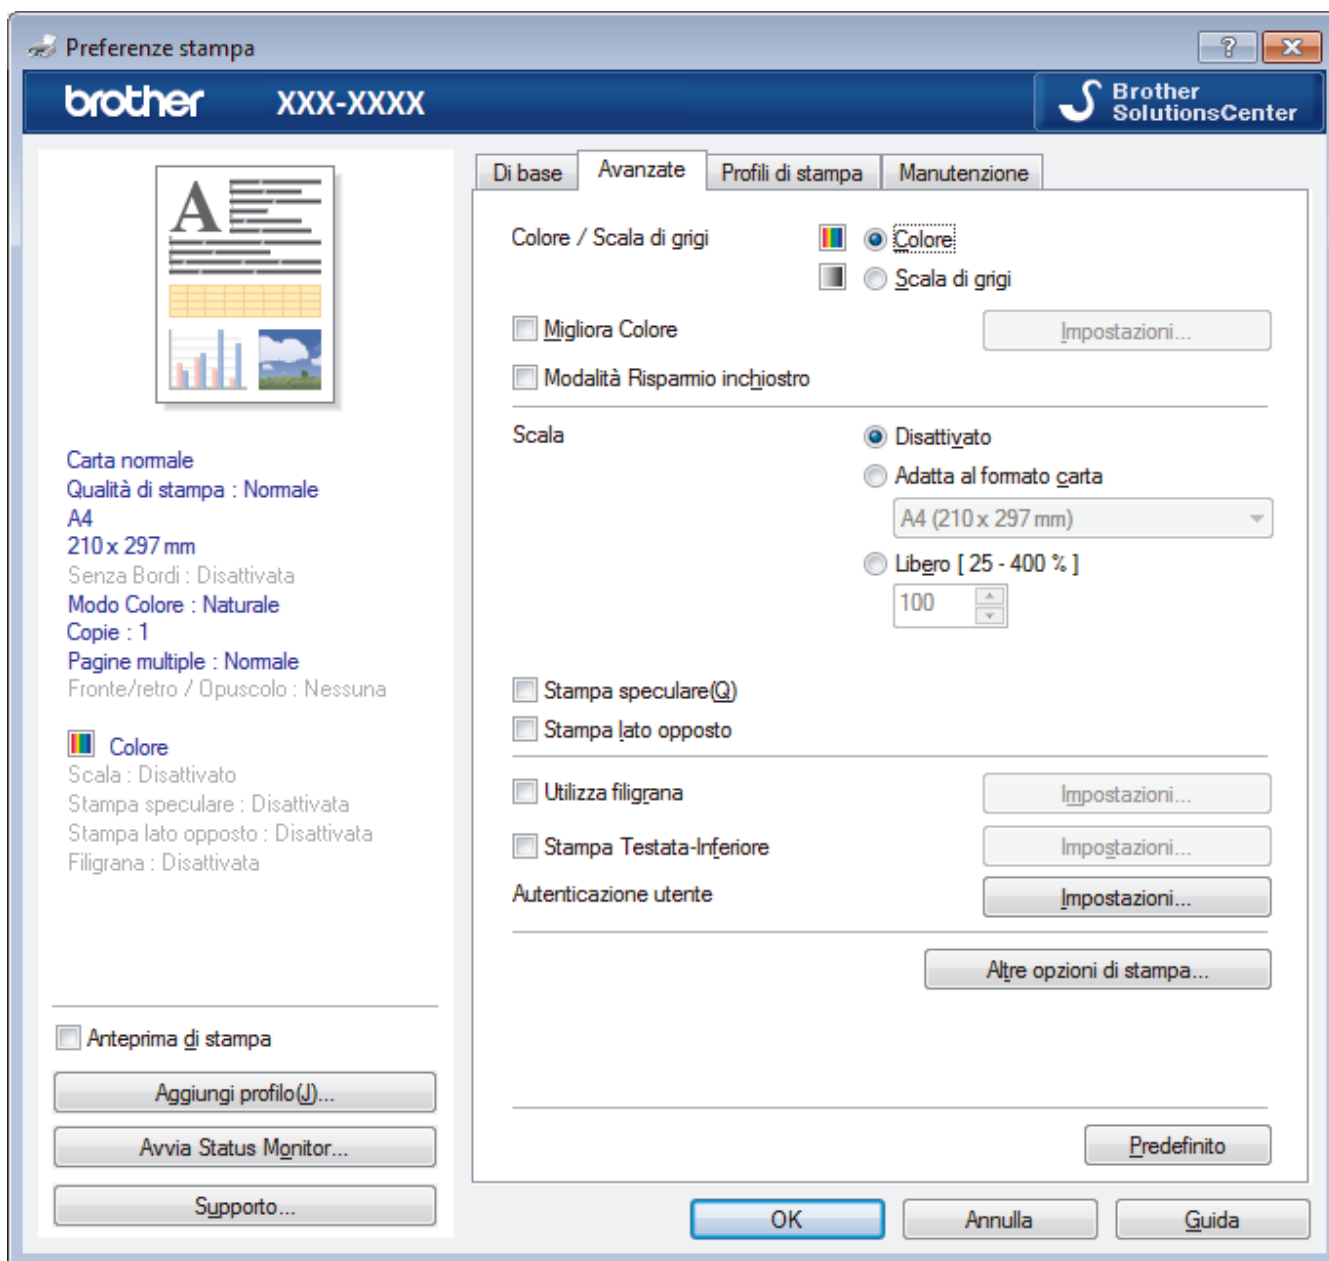 Preferenze stampa
brother XXX-XXXX
Brother
SolutionsCenter
Di base Avanzate Profili di stampa Manutenzione
Carta normale
Qualità di stampa : Normale
A4
210 x 297 mm
Senza Bordi : Disattivata
Modo Colore : Naturale
Copie : 1
Pagine multiple : Normale
Fronte/retro / Opuscolo : Nessuna
Colore
Scala : Disattivato
Stampa speculare : Disattivata
Stampa lato opposto : Disattivata
Filigrana : Disattivata
Anteprima di stampa
Aggiungi profilo(J)...
Avvia Status Monitor...
Supporto...
Colore / Scala di grigi Colore
Scala di grigi
Migliora Colore Impostazioni...
Modalità Risparmio inchiostro
Scala Disattivato
Adatta al formato carta
A4 (210 x 297 mm)
Libero [ 25 - 400 % ]
100
Stampa speculare(Q)
Stampa lato opposto
Utilizza filigrana Impostazioni...
Stampa Testata-Inferiore Impostazioni...
Autenticazione utente Impostazioni...
Altre opzioni di stampa...
Predefinito
OK Annulla Guida